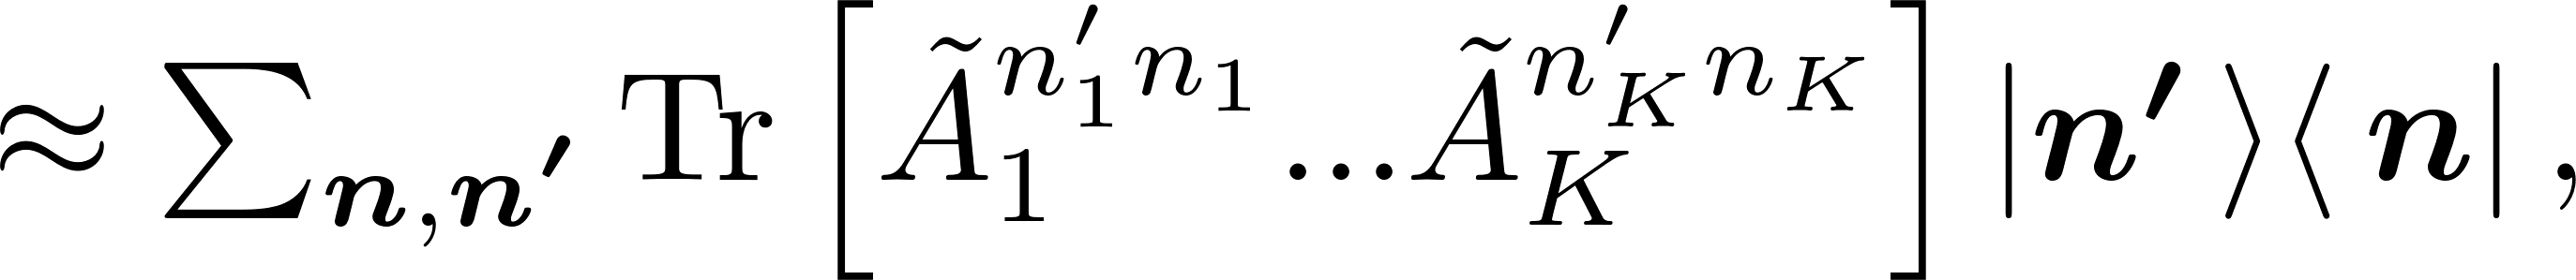 ≈ ∑_{𝒏,𝒏′} Tr [Ã_1^{n′_1 n_1} ... Ã_K^{n′_K n_K}] |𝒏′⟩⟨𝒏| ,